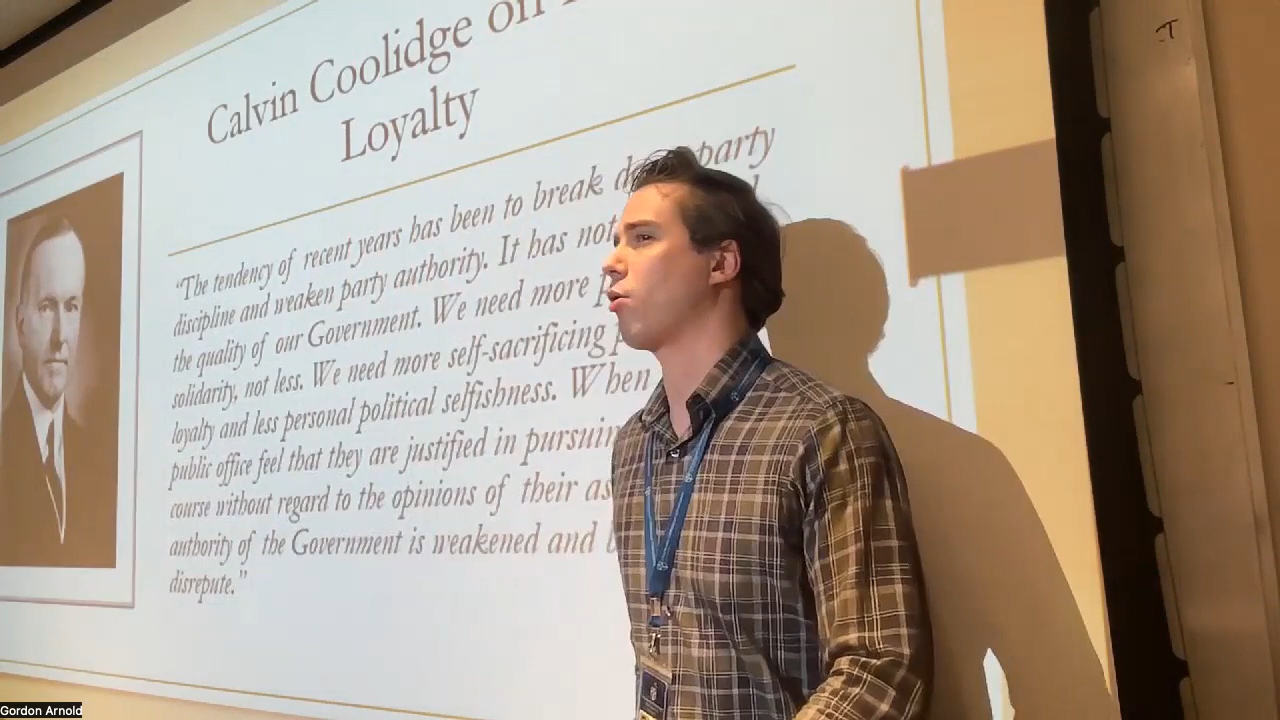 Calvin Coolidge on
Loyalty
"The tendency of recent years has been to break party
discipline and weaken party authority. It has not
the quality of our Government. We need more
solidarity, not less. We need more self-sacrificing
loyalty and less personal political selfishness. When
public office feel that they are justified in
course without regard to the opinions of their
authority of the Government is weakened and
disrepute."
Gordon Arnold